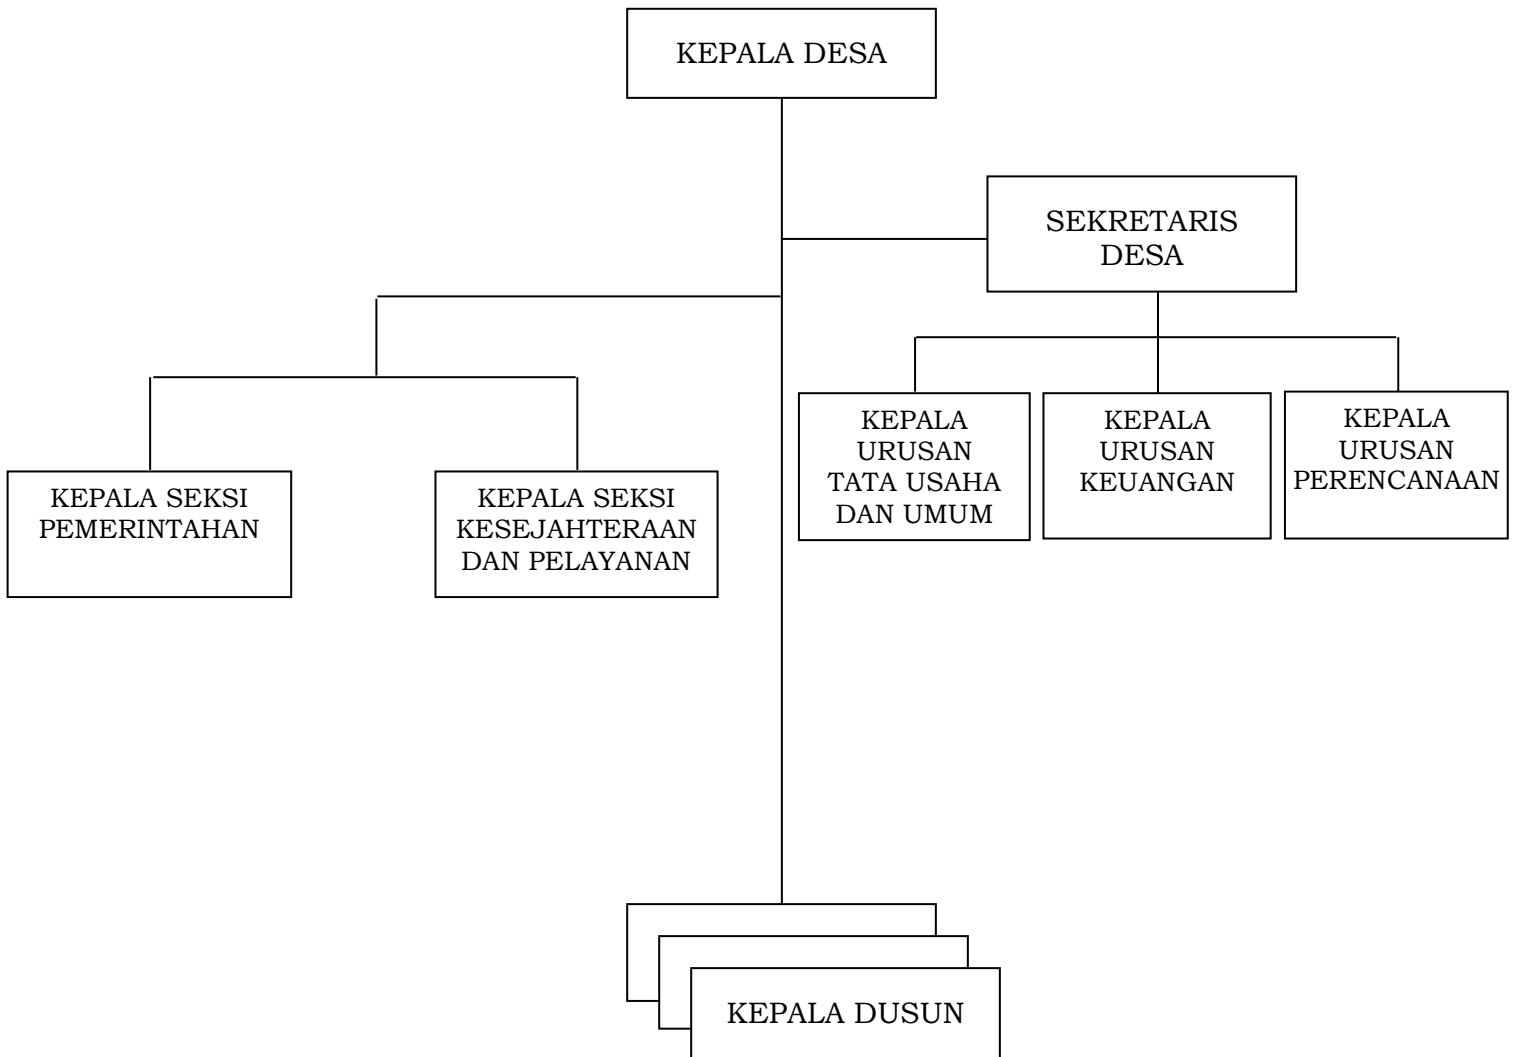 KEPALA DESA
SEKRETARIS
DESA
KEPALA
URUSAN
TATA USAHA
DAN UMUM
KEPALA
URUSAN
KEUANGAN
KEPALA
URUSAN
PERENCANAAN
KEPALA SEKSI
PEMERINTAHAN
KEPALA SEKSI
KESEJAHTERAAN
DAN PELAYANAN
KEPALA DUSUN